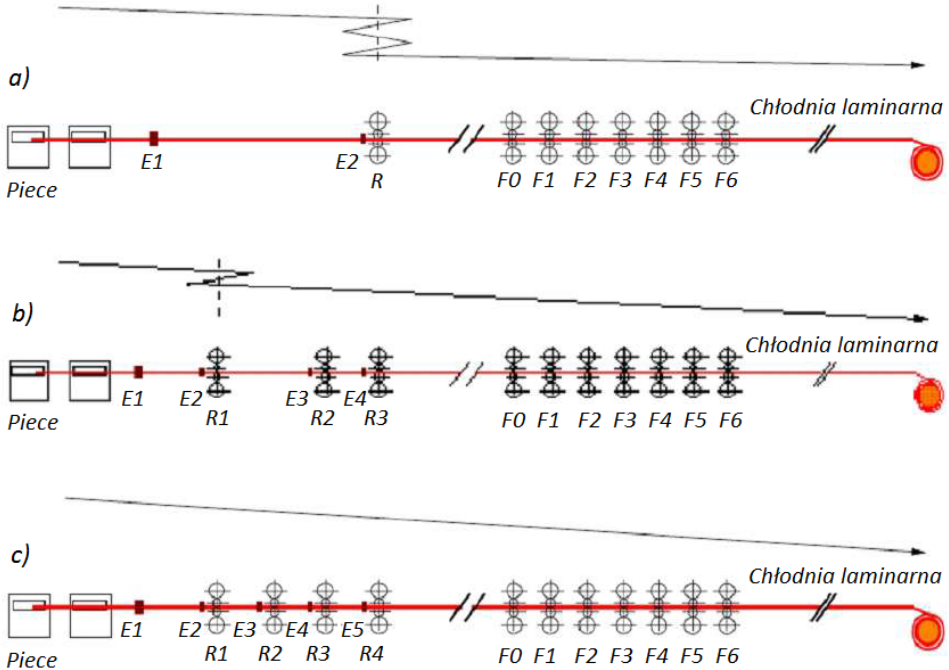 a)
Chłodnia laminarna
E1
E2
R
F0 F1 F2 F3 F4 F5 F6
Piece
b)
Chłodnia laminarna
E1 E2 E3 E4
Piece
R1 R2 R3
F0 F1 F2 F3 F4 F5 F6
c)
Chłodnia laminarna
E1 E2 E3 E4 E5
Piece
R1 R2 R3 R4
F0 F1 F2 F3 F4 F5 F6